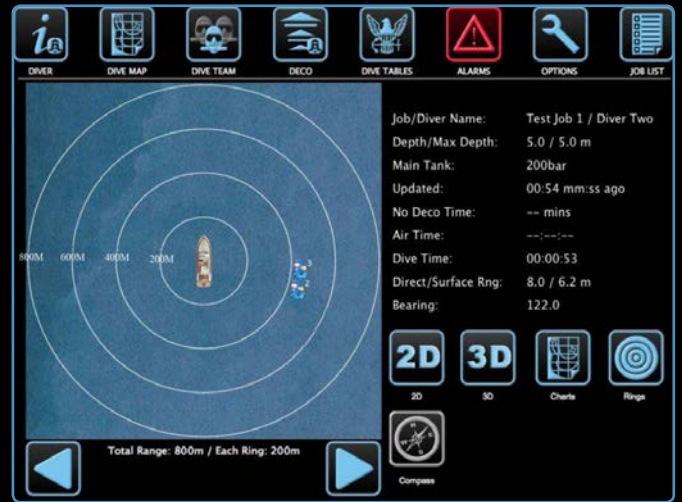 DIVER DIVE MAP DIVE TEAM DECO DIVE TABLES ALARMS OPTIONS JOB LIST
Job/Diver Name: Test Job 1 / Diver Two
Depth/Max Depth: 5.0 / 5.0 m
Main Tank: 200bar
Updated: 00:54 mm:ss ago
No Deco Time: -- mins
Air Time: --:--:--
Dive Time: 00:00:53
Direct/Surface Rng: 8.0 / 6.2 m
Bearing: 122.0
800M 600M 400M 200M
3
2
2D 3D
2D 3D Charts Rings
Total Range: 800m / Each Ring: 200m
Compass